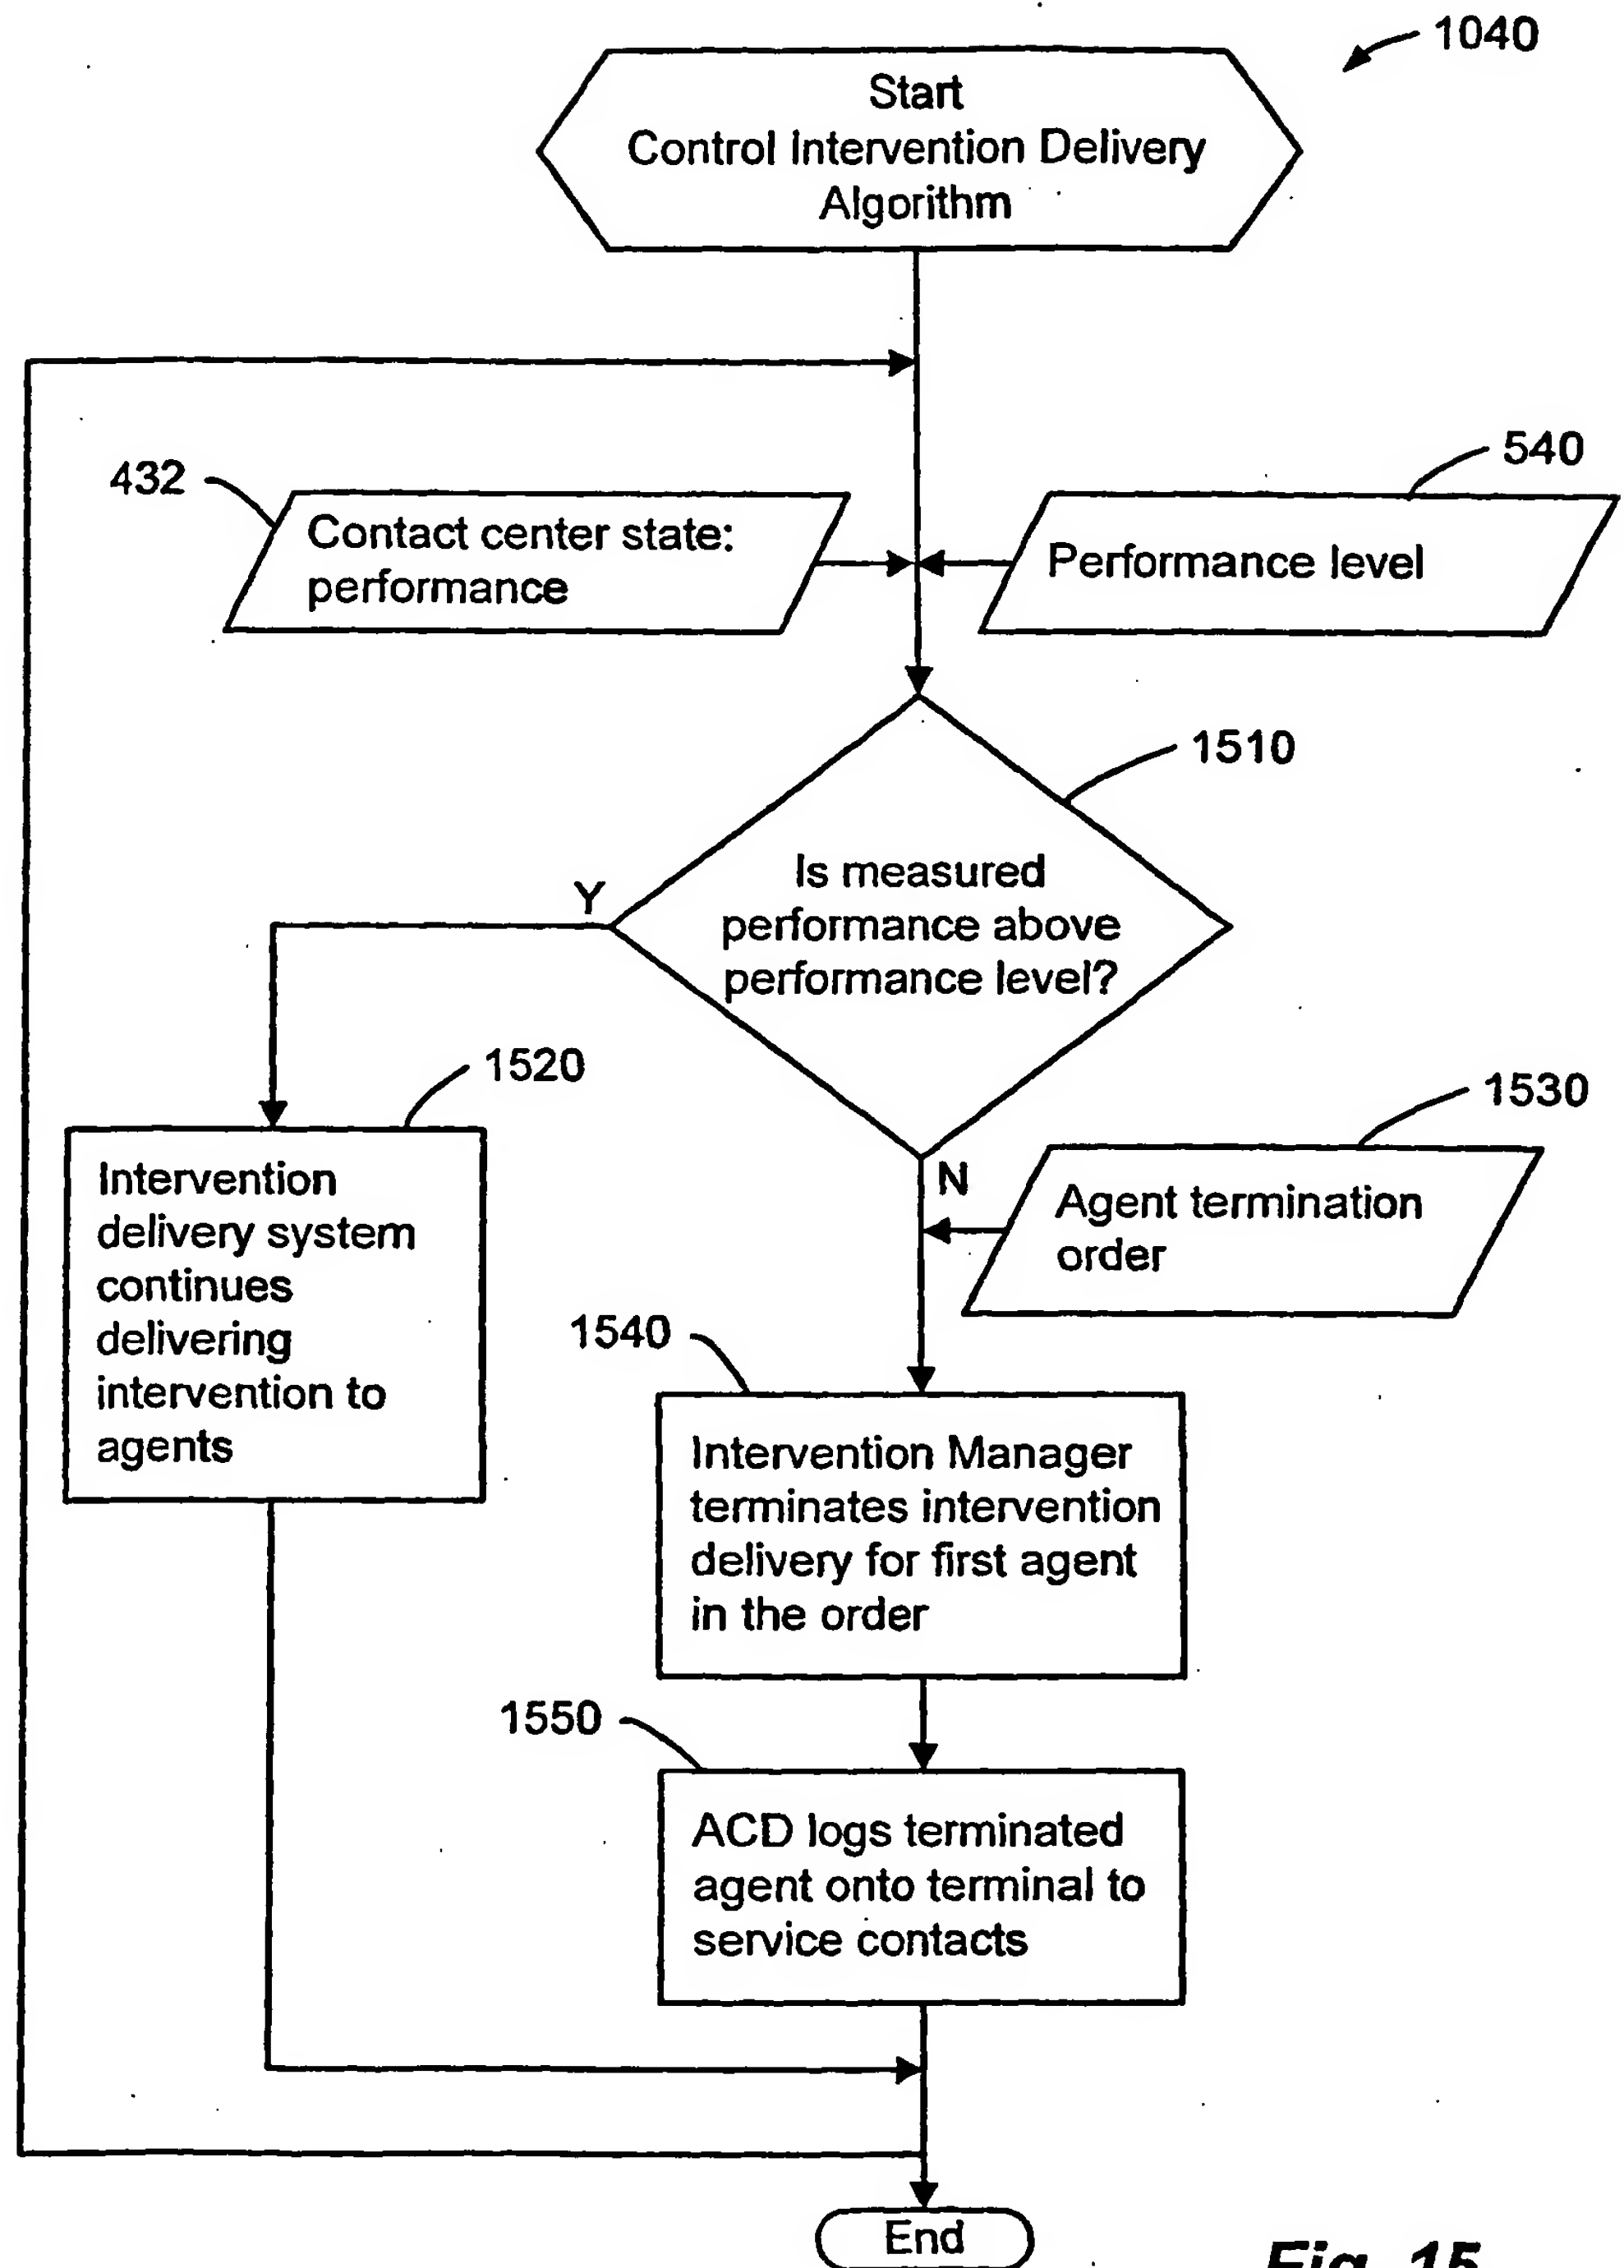 1040
Start
Control Intervention Delivery
Algorithm
432
540
Contact center state:
performance
Performance level
1510
Is measured
performance above
performance level?
Y
1520
1530
N
Intervention
delivery system
continues
delivering
intervention to
agents
Agent termination
order
1540
Intervention Manager
terminates intervention
delivery for first agent
in the order
1550
ACD logs terminated
agent onto terminal to
service contacts
End
Fig. 15